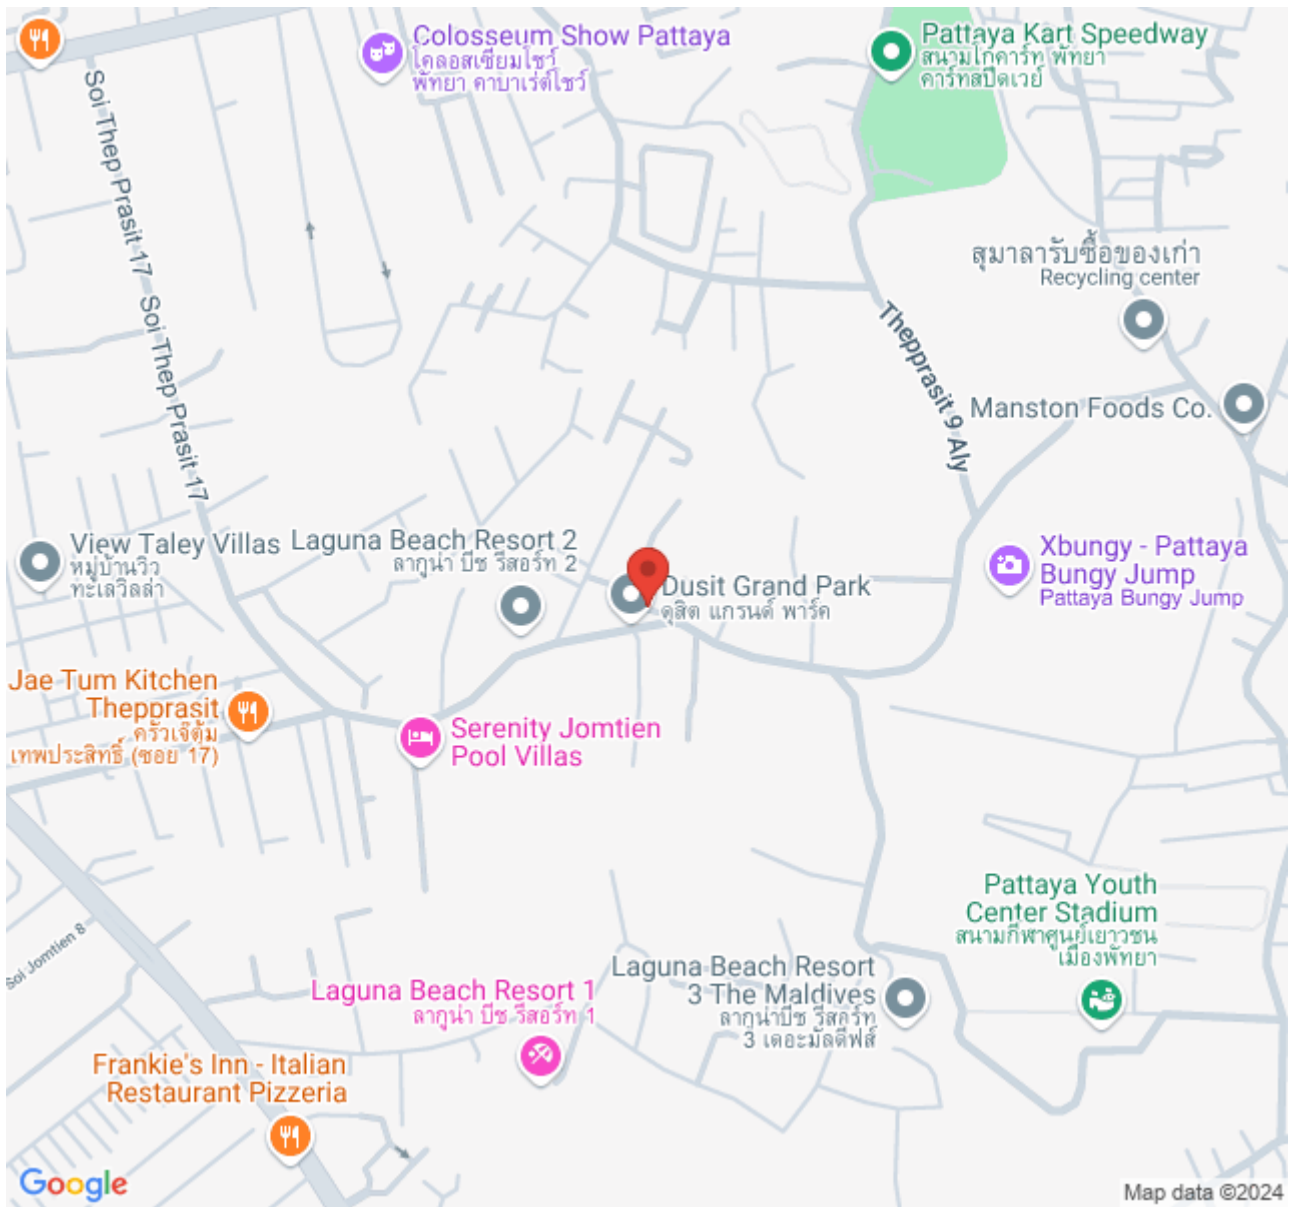 Colosseum Show Pattaya
โคลอสเซียมโชว์
พัทยา คาบาเร่ต์โชว์
Pattaya Kart Speedway
สนามโกคาร์ท พัทยา
คาร์ทสปีดเวย์
Soi Thep Prasit 17
สุมาลารับซื้อของเก่า
Recycling center
Soi Thep Prasit 17
Thepprasit 9 Aly
Manston Foods Co.
View Taley Villas
หมู่บ้านวิว
ทะเลวิลล่า
Laguna Beach Resort 2
ลากูน่า บีช รีสอร์ท 2
Dusit Grand Park
ดุสิต แกรนด์ พาร์ค
Xbungy - Pattaya
Bungy Jump
Pattaya Bungy Jump
Jae Tum Kitchen
Thepprasit
ครัวเจ๊ตุ้ม
เทพประสิทธิ์ (ซอย 17)
Serenity Jomtien
Pool Villas
Pattaya Youth
Center Stadium
สนามกีฬาศูนย์เยาวชน
เมืองพัทยา
Soi Jomtien 8
Laguna Beach Resort
3 The Maldives
ลากูน่าบีช รีสอร์ท
3 เดอะมัลดีฟส์
Laguna Beach Resort 1
ลากูน่า บีช รีสอร์ท 1
Frankie's Inn - Italian
Restaurant Pizzeria
Google
Map data ©2024